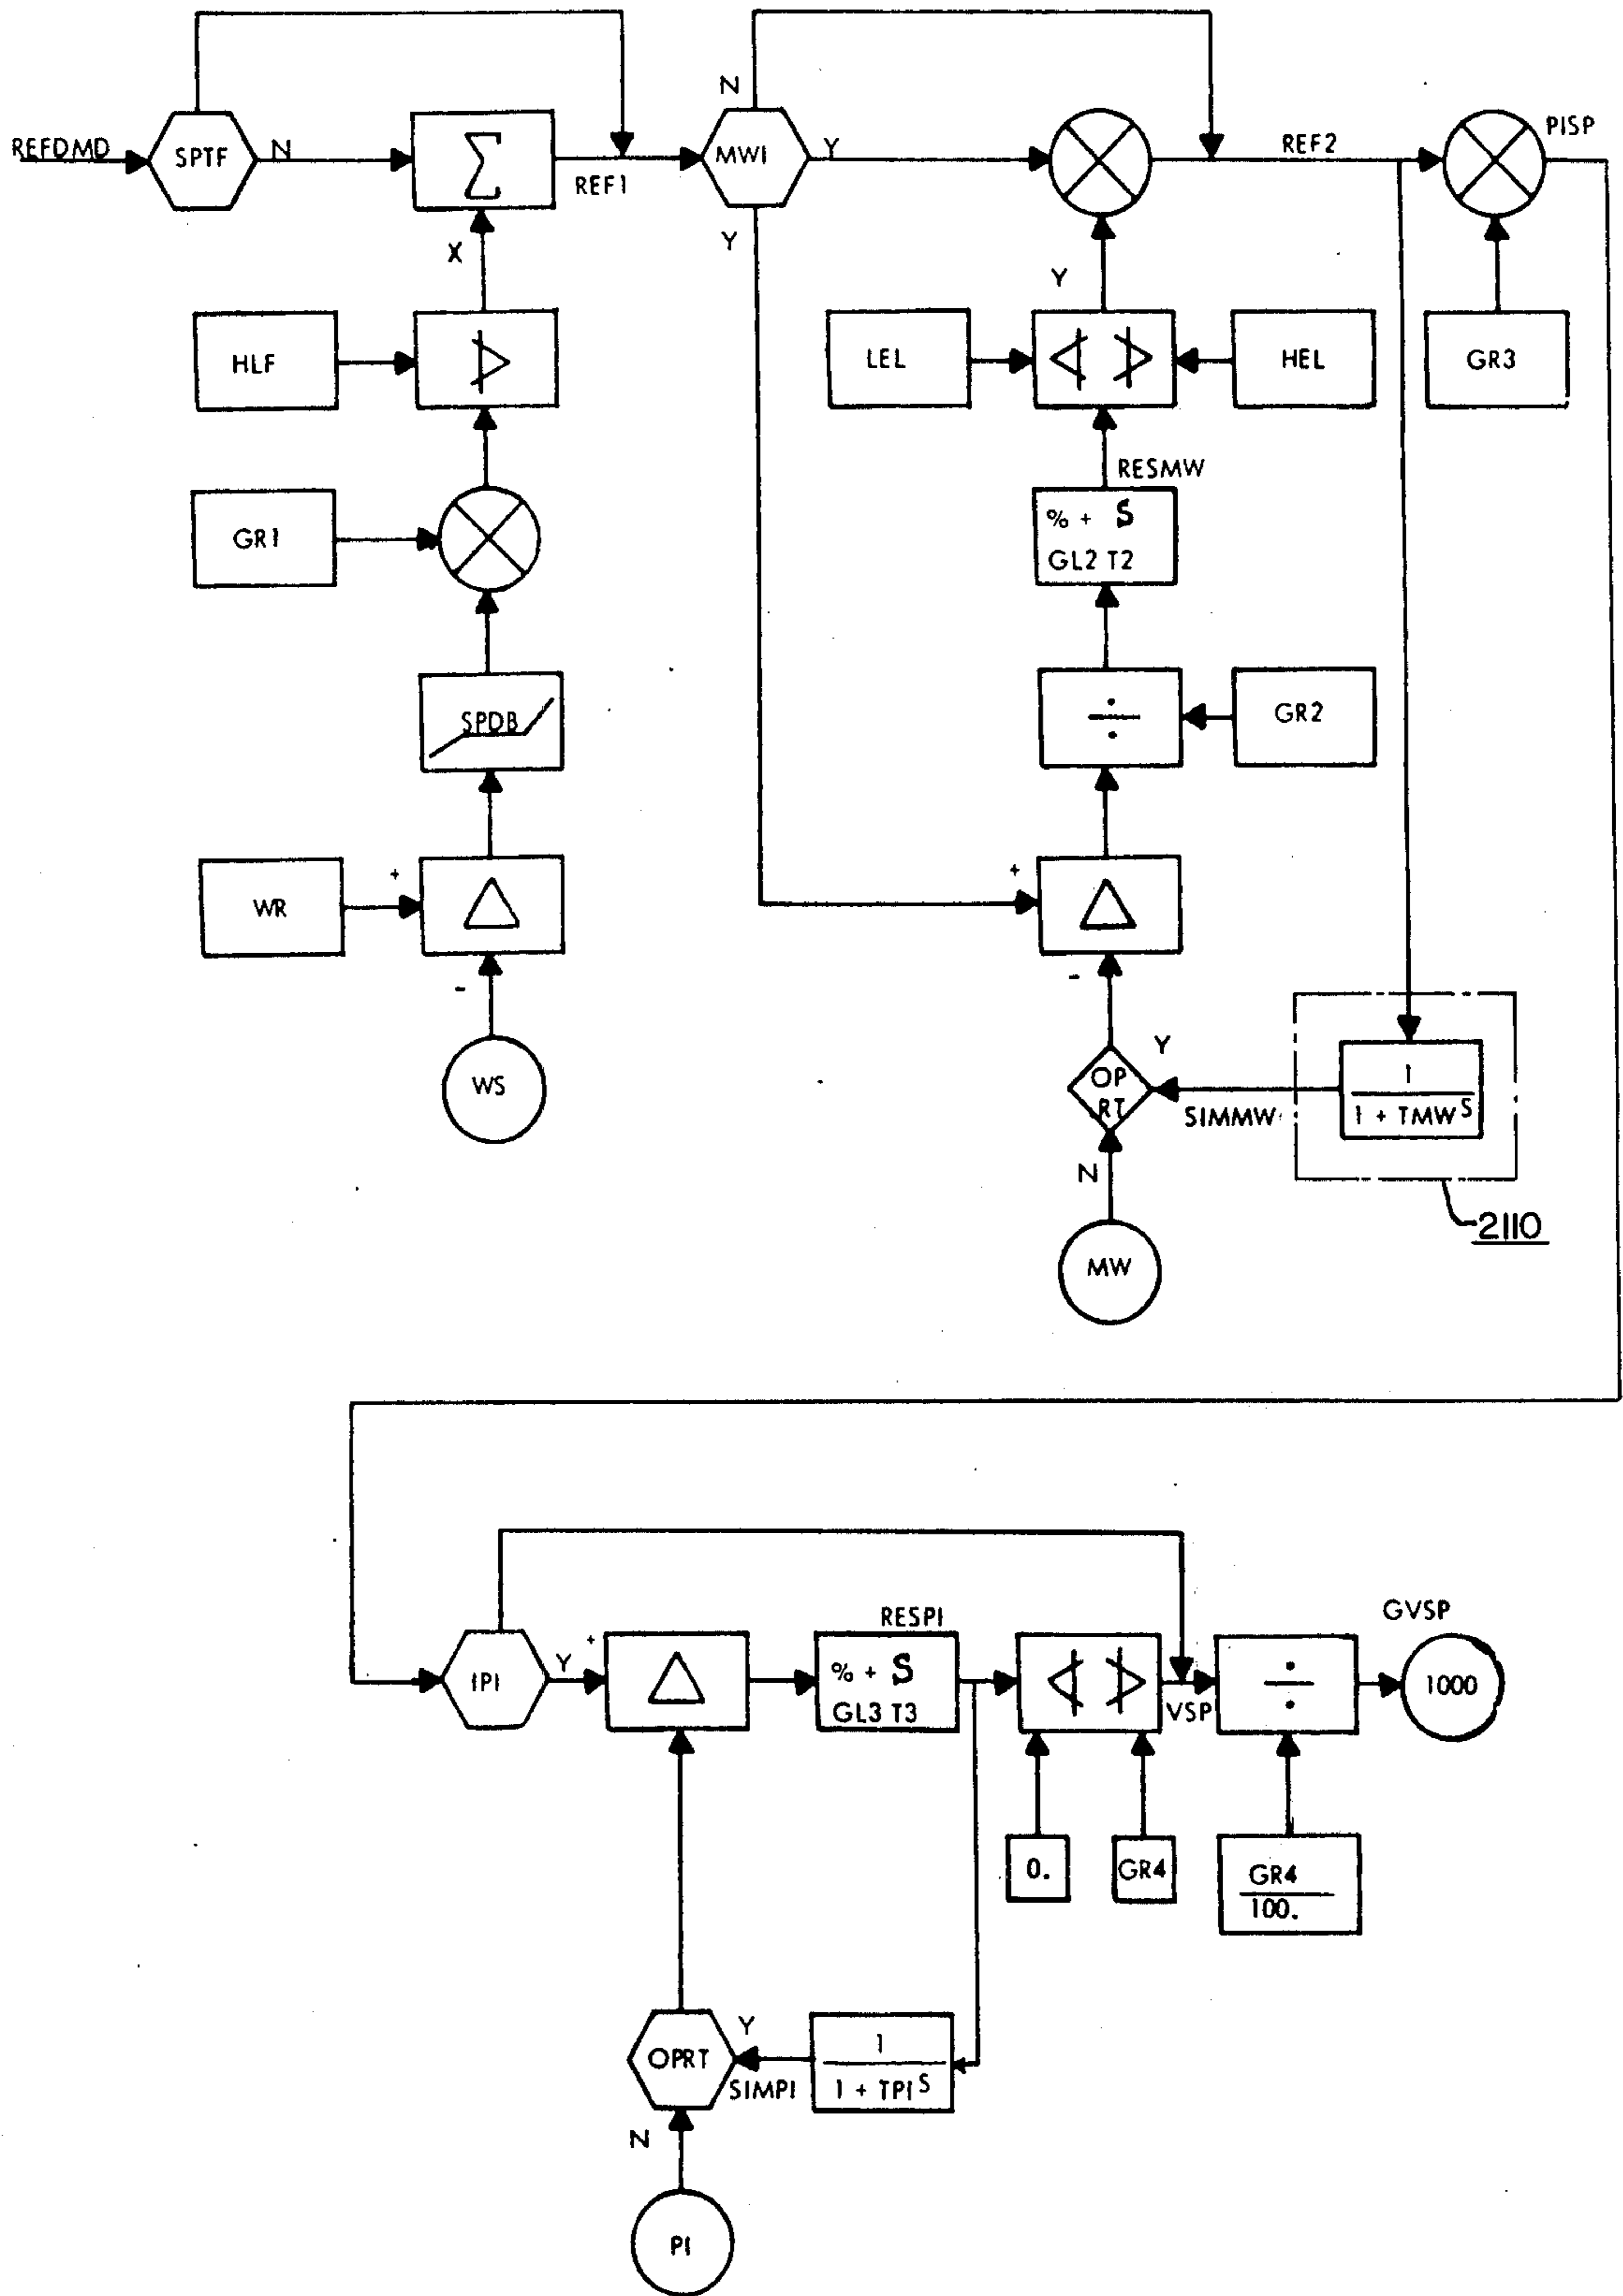 REFDMD
SPTF
N
Σ
REF1
N
MWI
Y
Y
REF2
PISP
X
HLF
Y
LEL
HEL
GR3
RESMW
GR1
% + S
GL2 T2
SPDB
÷
GR2
WR
+
Δ
-
WS
+
Δ
-
OP
RT
Y
SIMMW
1
1 + TMW S
N
2110
MW
IPI
Y
+
Δ
RESPI
% + S
GL3 T3
VSP
÷
GVSP
1000
0.
GR4
GR4
100.
OPRT
Y
SIMPI
1
1 + TPI S
N
PI